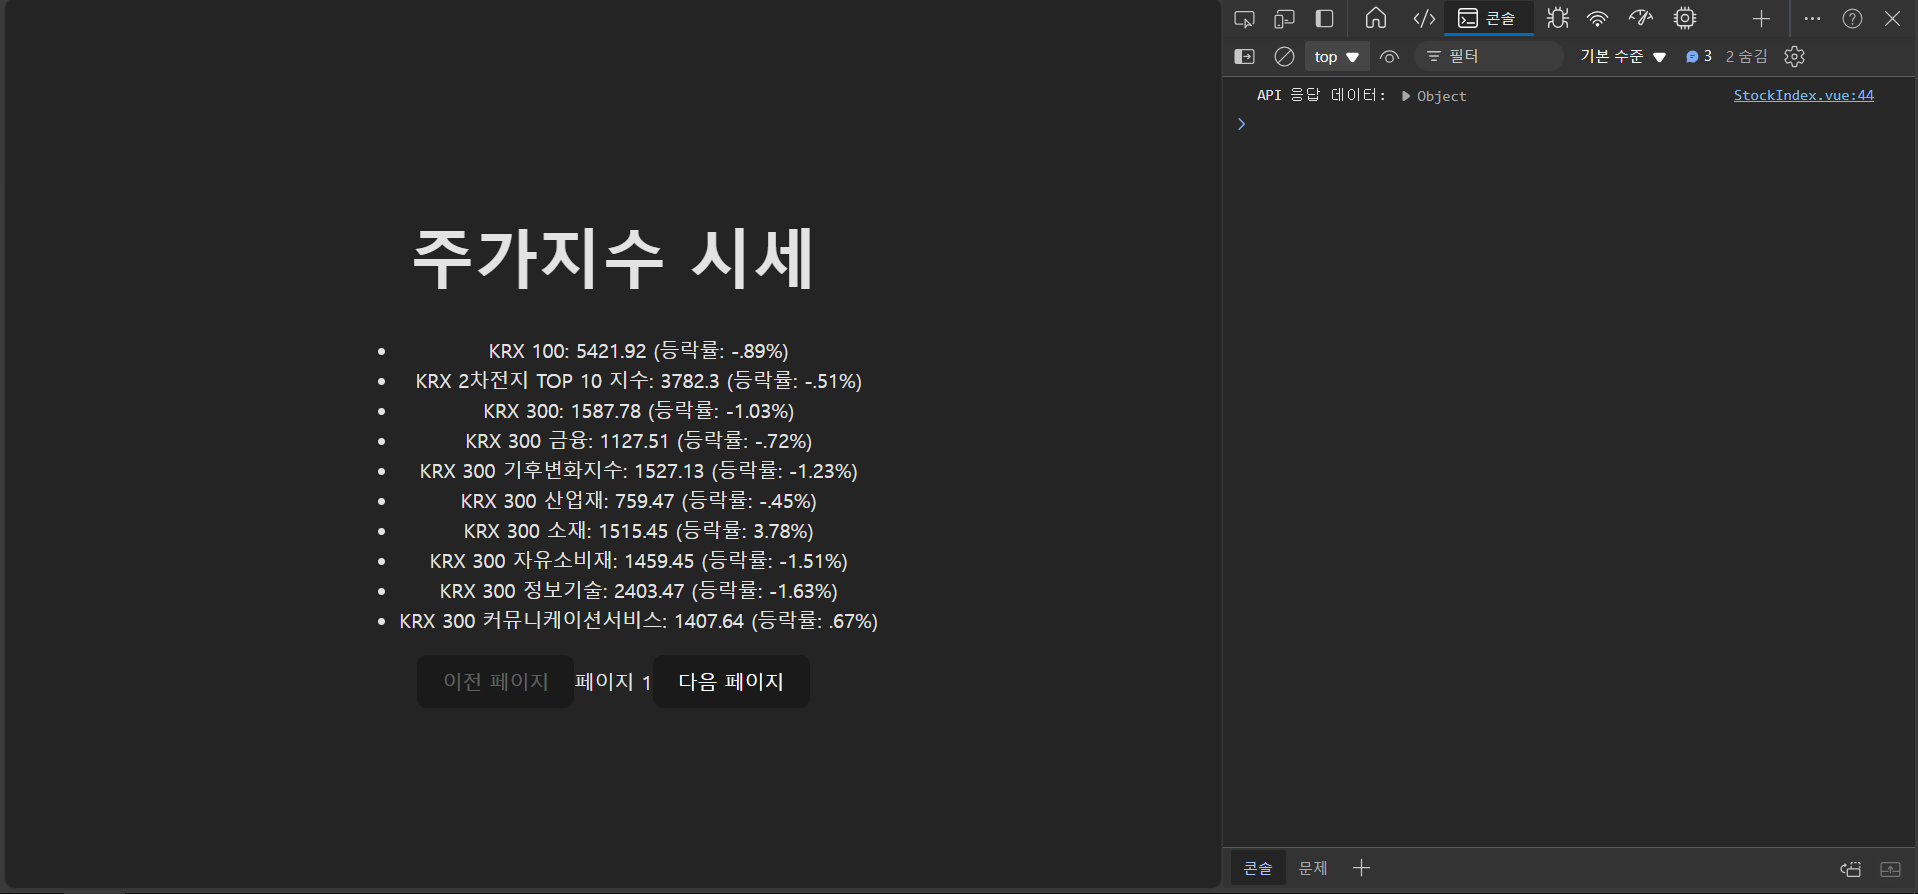 주가지수 시세
KRX 100: 5421.92 (등락률: -.89%)
KRX 2차전지 TOP 10 지수: 3782.3 (등락률: -.51%)
KRX 300: 1587.78 (등락률: -1.03%)
KRX 300 금융: 1127.51 (등락률: -.72%)
KRX 300 기후변화지수: 1527.13 (등락률: -1.23%)
KRX 300 산업재: 759.47 (등락률: -.45%)
KRX 300 소재: 1515.45 (등락률: 3.78%)
KRX 300 자유소비재: 1459.45 (등락률: -1.51%)
KRX 300 정보기술: 2403.47 (등락률: -1.63%)
KRX 300 커뮤니케이션서비스: 1407.64 (등락률: .67%)
이전 페이지 페이지 1 다음 페이지
콘솔
top 필터 기본 수준 3 2 숨김
API 응답 데이터: Object StockIndex.vue:44
콘솔 문제